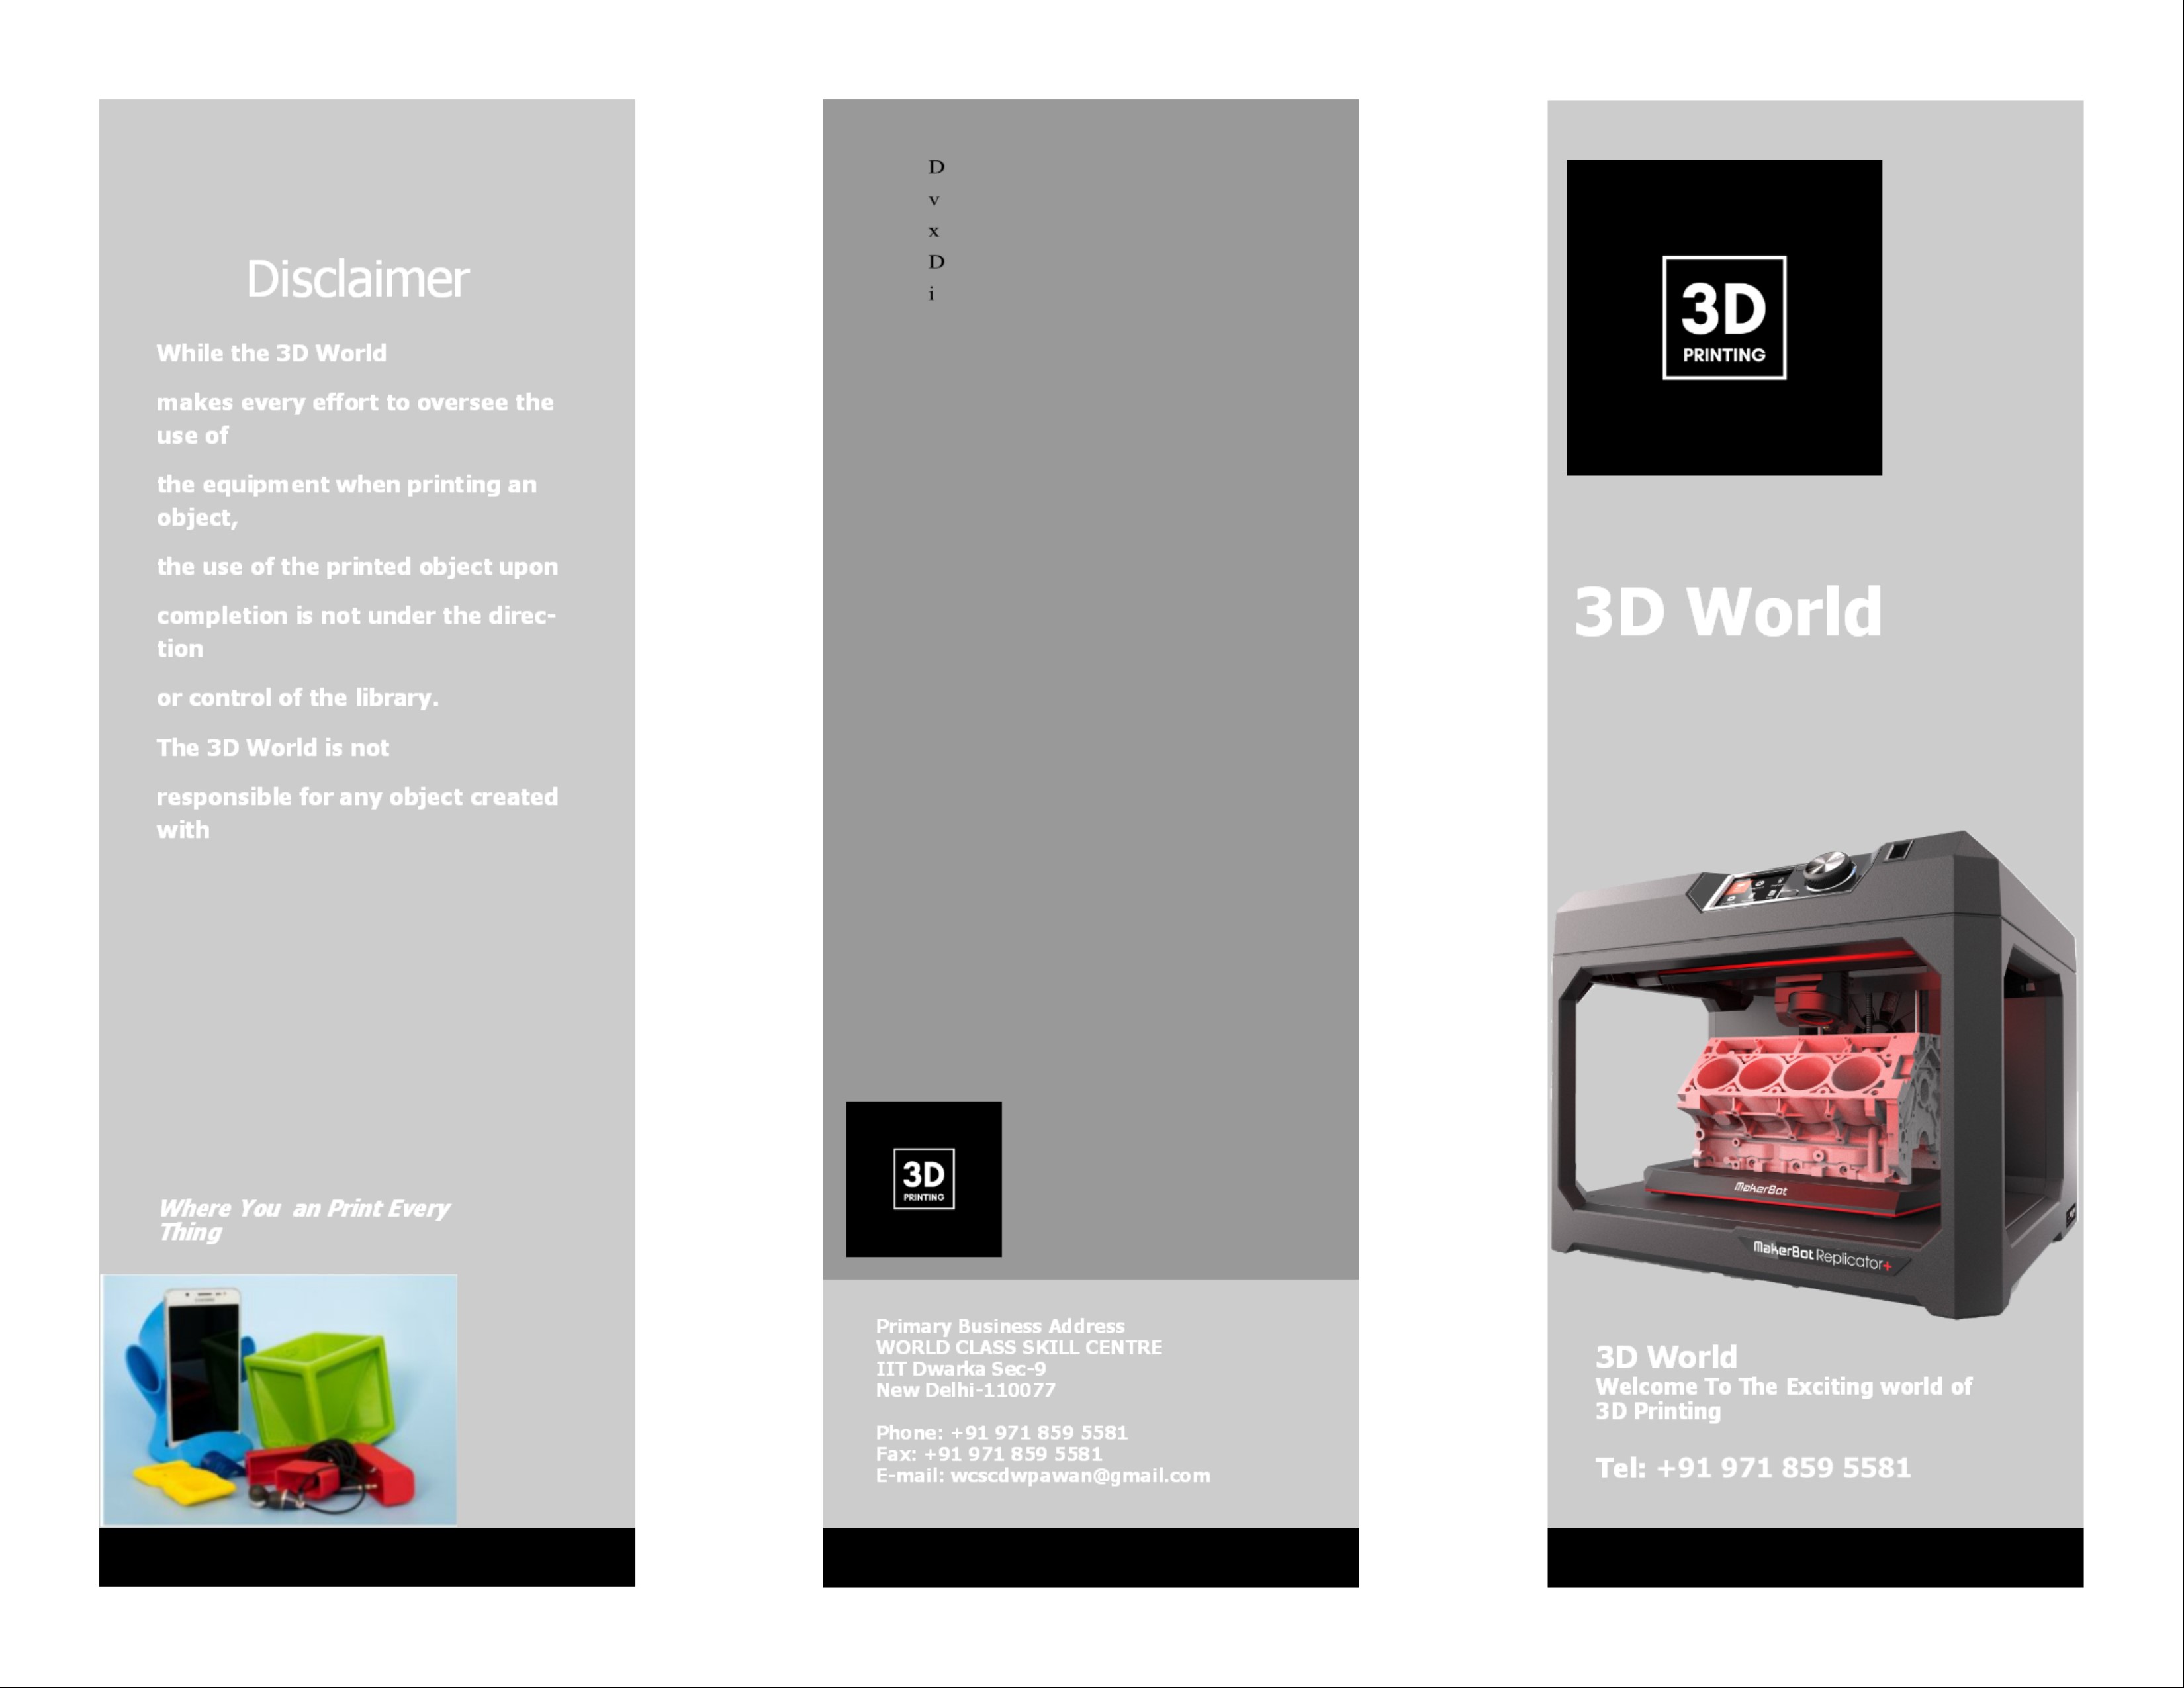 Disclaimer
While the 3D World
makes every effort to oversee the
use of
the equipment when printing an
object,
the use of the printed object upon
completion is not under the direc-
tion
or control of the library.
The 3D World is not
responsible for any object created
with
Where You an Print Every
Thing
D
v
x
D
i
3D
PRINTING
Primary Business Address
WORLD CLASS SKILL CENTRE
IIT Dwarka Sec-9
New Delhi-110077
Phone: +91 971 859 5581
Fax: +91 971 859 5581
E-mail: wcscdwpawan@gmail.com
3D
PRINTING
3D World
MakerBot
MakerBot Replicator+
3D World
Welcome To The Exciting world of
3D Printing
Tel: +91 971 859 5581